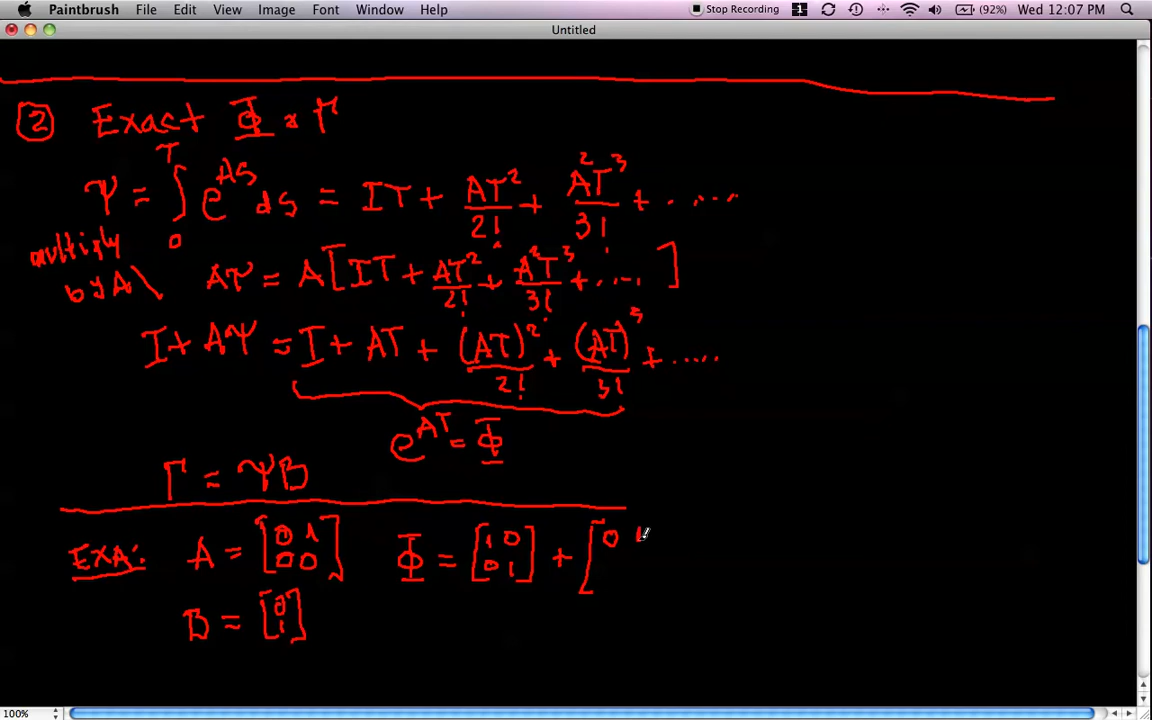 Paintbrush File Edit View Image Font Window Help Stop Recording 1 (92%) Wed 12:07 PM
Untitled
② Exact Φ & Γ
Ψ = ∫₀ᵀ e^{AS} dS = IT + AT²/2! + A²T³/3! + .....
multiply by A \ AΨ = A[IT + AT²/2! + A²T³/3! + ....]
I + AΨ = I + AT + (AT)²/2! + (AT)³/3! + .....
e^{AT} = Φ
Γ = ΨB
EXA: A = [0 1; 0 0] Φ = [1 0; 0 1] + [0
B = [0; 1]
100%